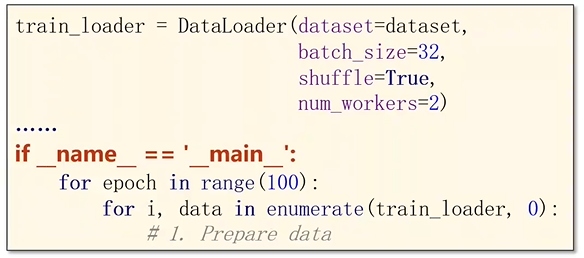 train_loader = DataLoader(dataset=dataset,
                          batch_size=32,
                          shuffle=True,
                          num_workers=2)
……
if __name__ == '__main__':
    for epoch in range(100):
        for i, data in enumerate(train_loader, 0):
            # 1. Prepare data